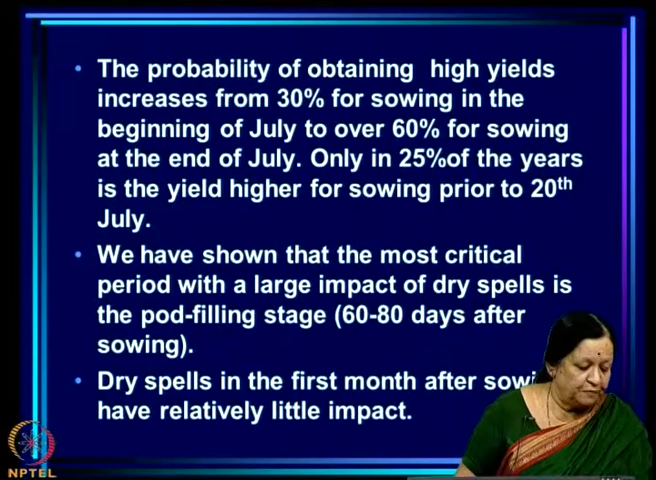 • The probability of obtaining high yields
increases from 30% for sowing in the
beginning of July to over 60% for sowing
at the end of July. Only in 25%of the years
is the yield higher for sowing prior to 20th
July.
• We have shown that the most critical
period with a large impact of dry spells is
the pod-filling stage (60-80 days after
sowing).
• Dry spells in the first month after sowi
have relatively little impact.
NPTEL